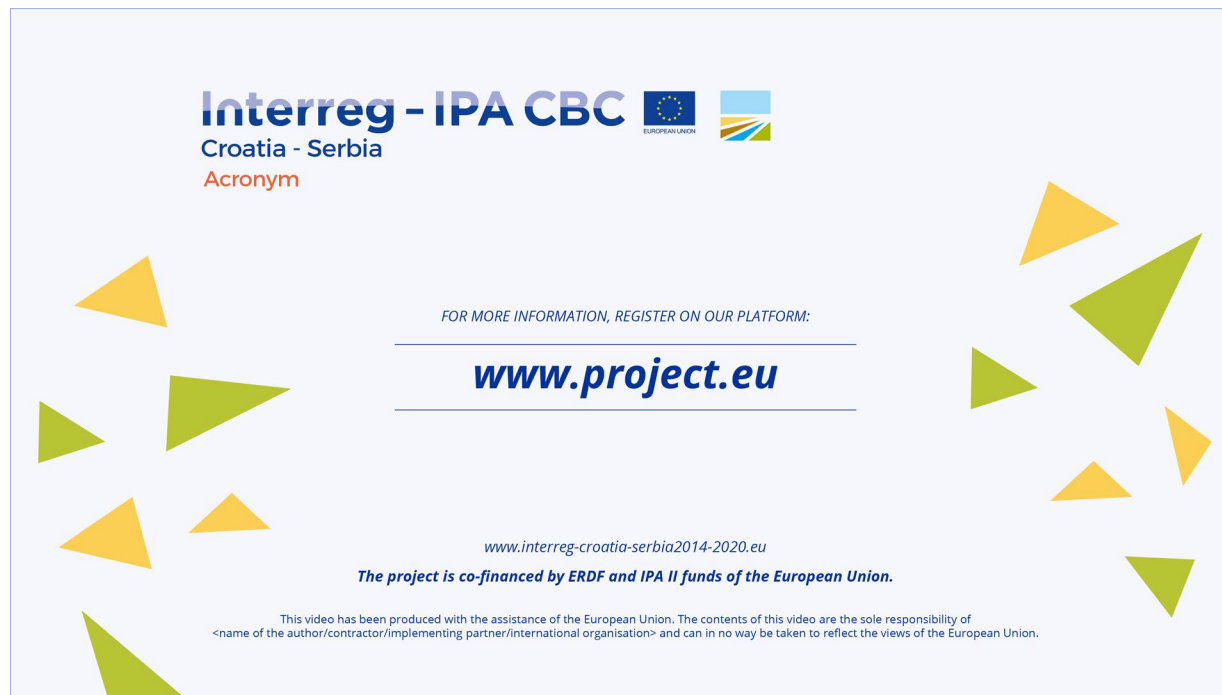 Interreg - IPA CBC
EUROPEAN UNION
Croatia - Serbia
Acronym
FOR MORE INFORMATION, REGISTER ON OUR PLATFORM:
www.project.eu
www.interreg-croatia-serbia2014-2020.eu
The project is co-financed by ERDF and IPA II funds of the European Union.
This video has been produced with the assistance of the European Union. The contents of this video are the sole responsibility of
<name of the author/contractor/implementing partner/international organisation> and can in no way be taken to reflect the views of the European Union.